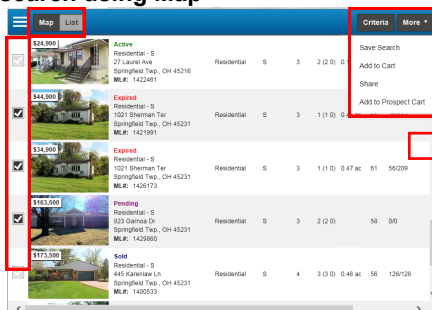 Search using Map
Map List Criteria More
$24,900 Active
Residential - S
27 Laurel Ave Residential S 3 2 (2 0)
Springfield Twp., OH 45216
ML#: 1422461
Save Search
Add to Cart
Share
Add to Prospect Cart
$44,900 Expired
Residential - S
1021 Sherman Ter Residential S 3 1 (1 0)
Springfield Twp., OH 45231
ML#: 1421991
$34,900 Expired
Residential - S
1021 Sherman Ter Residential S 3 1 (1 0) 0.47 ac 61 56/209
Springfield Twp., OH 45231
ML#: 1426173
$163,500 Pending
Residential - S
923 Garnoa Dr Residential S 3 2 (2 0) 58 0/0
Springfield Twp., OH 45231
ML#: 1429860
$173,500 Sold
Residential - S
445 Karenlaw Ln Residential S 4 3 (3 0) 0.46 ac 56 126/126
Springfield Twp., OH 45231
ML#: 1400533